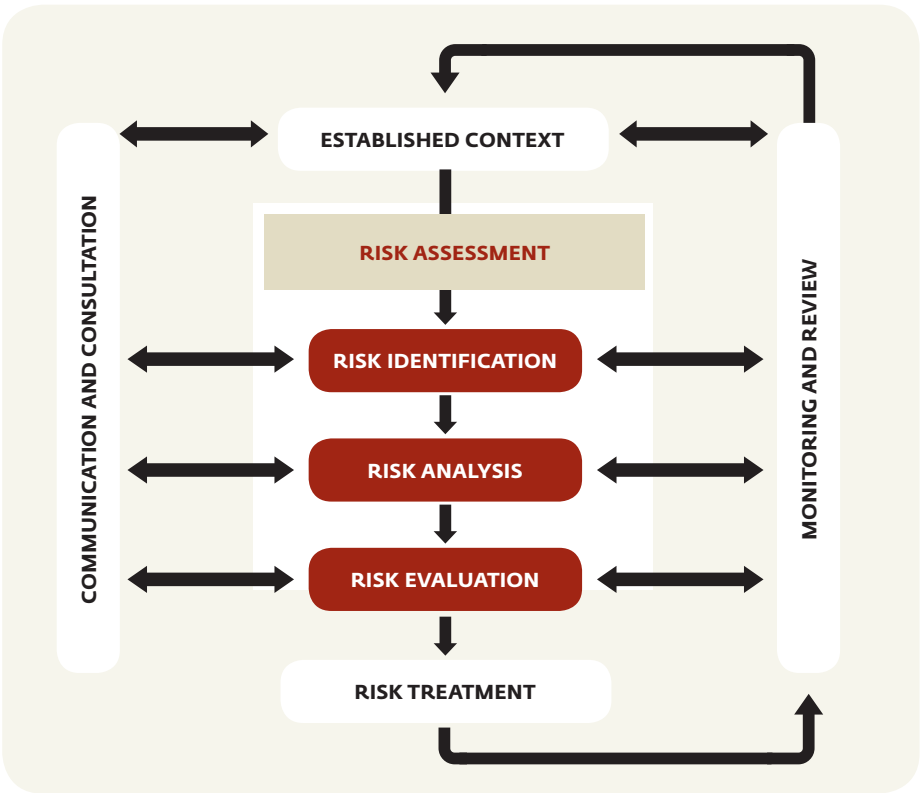 ESTABLISHED CONTEXT
COMMUNICATION AND CONSULTATION
RISK ASSESSMENT
RISK IDENTIFICATION
RISK ANALYSIS
RISK EVALUATION
MONITORING AND REVIEW
RISK TREATMENT